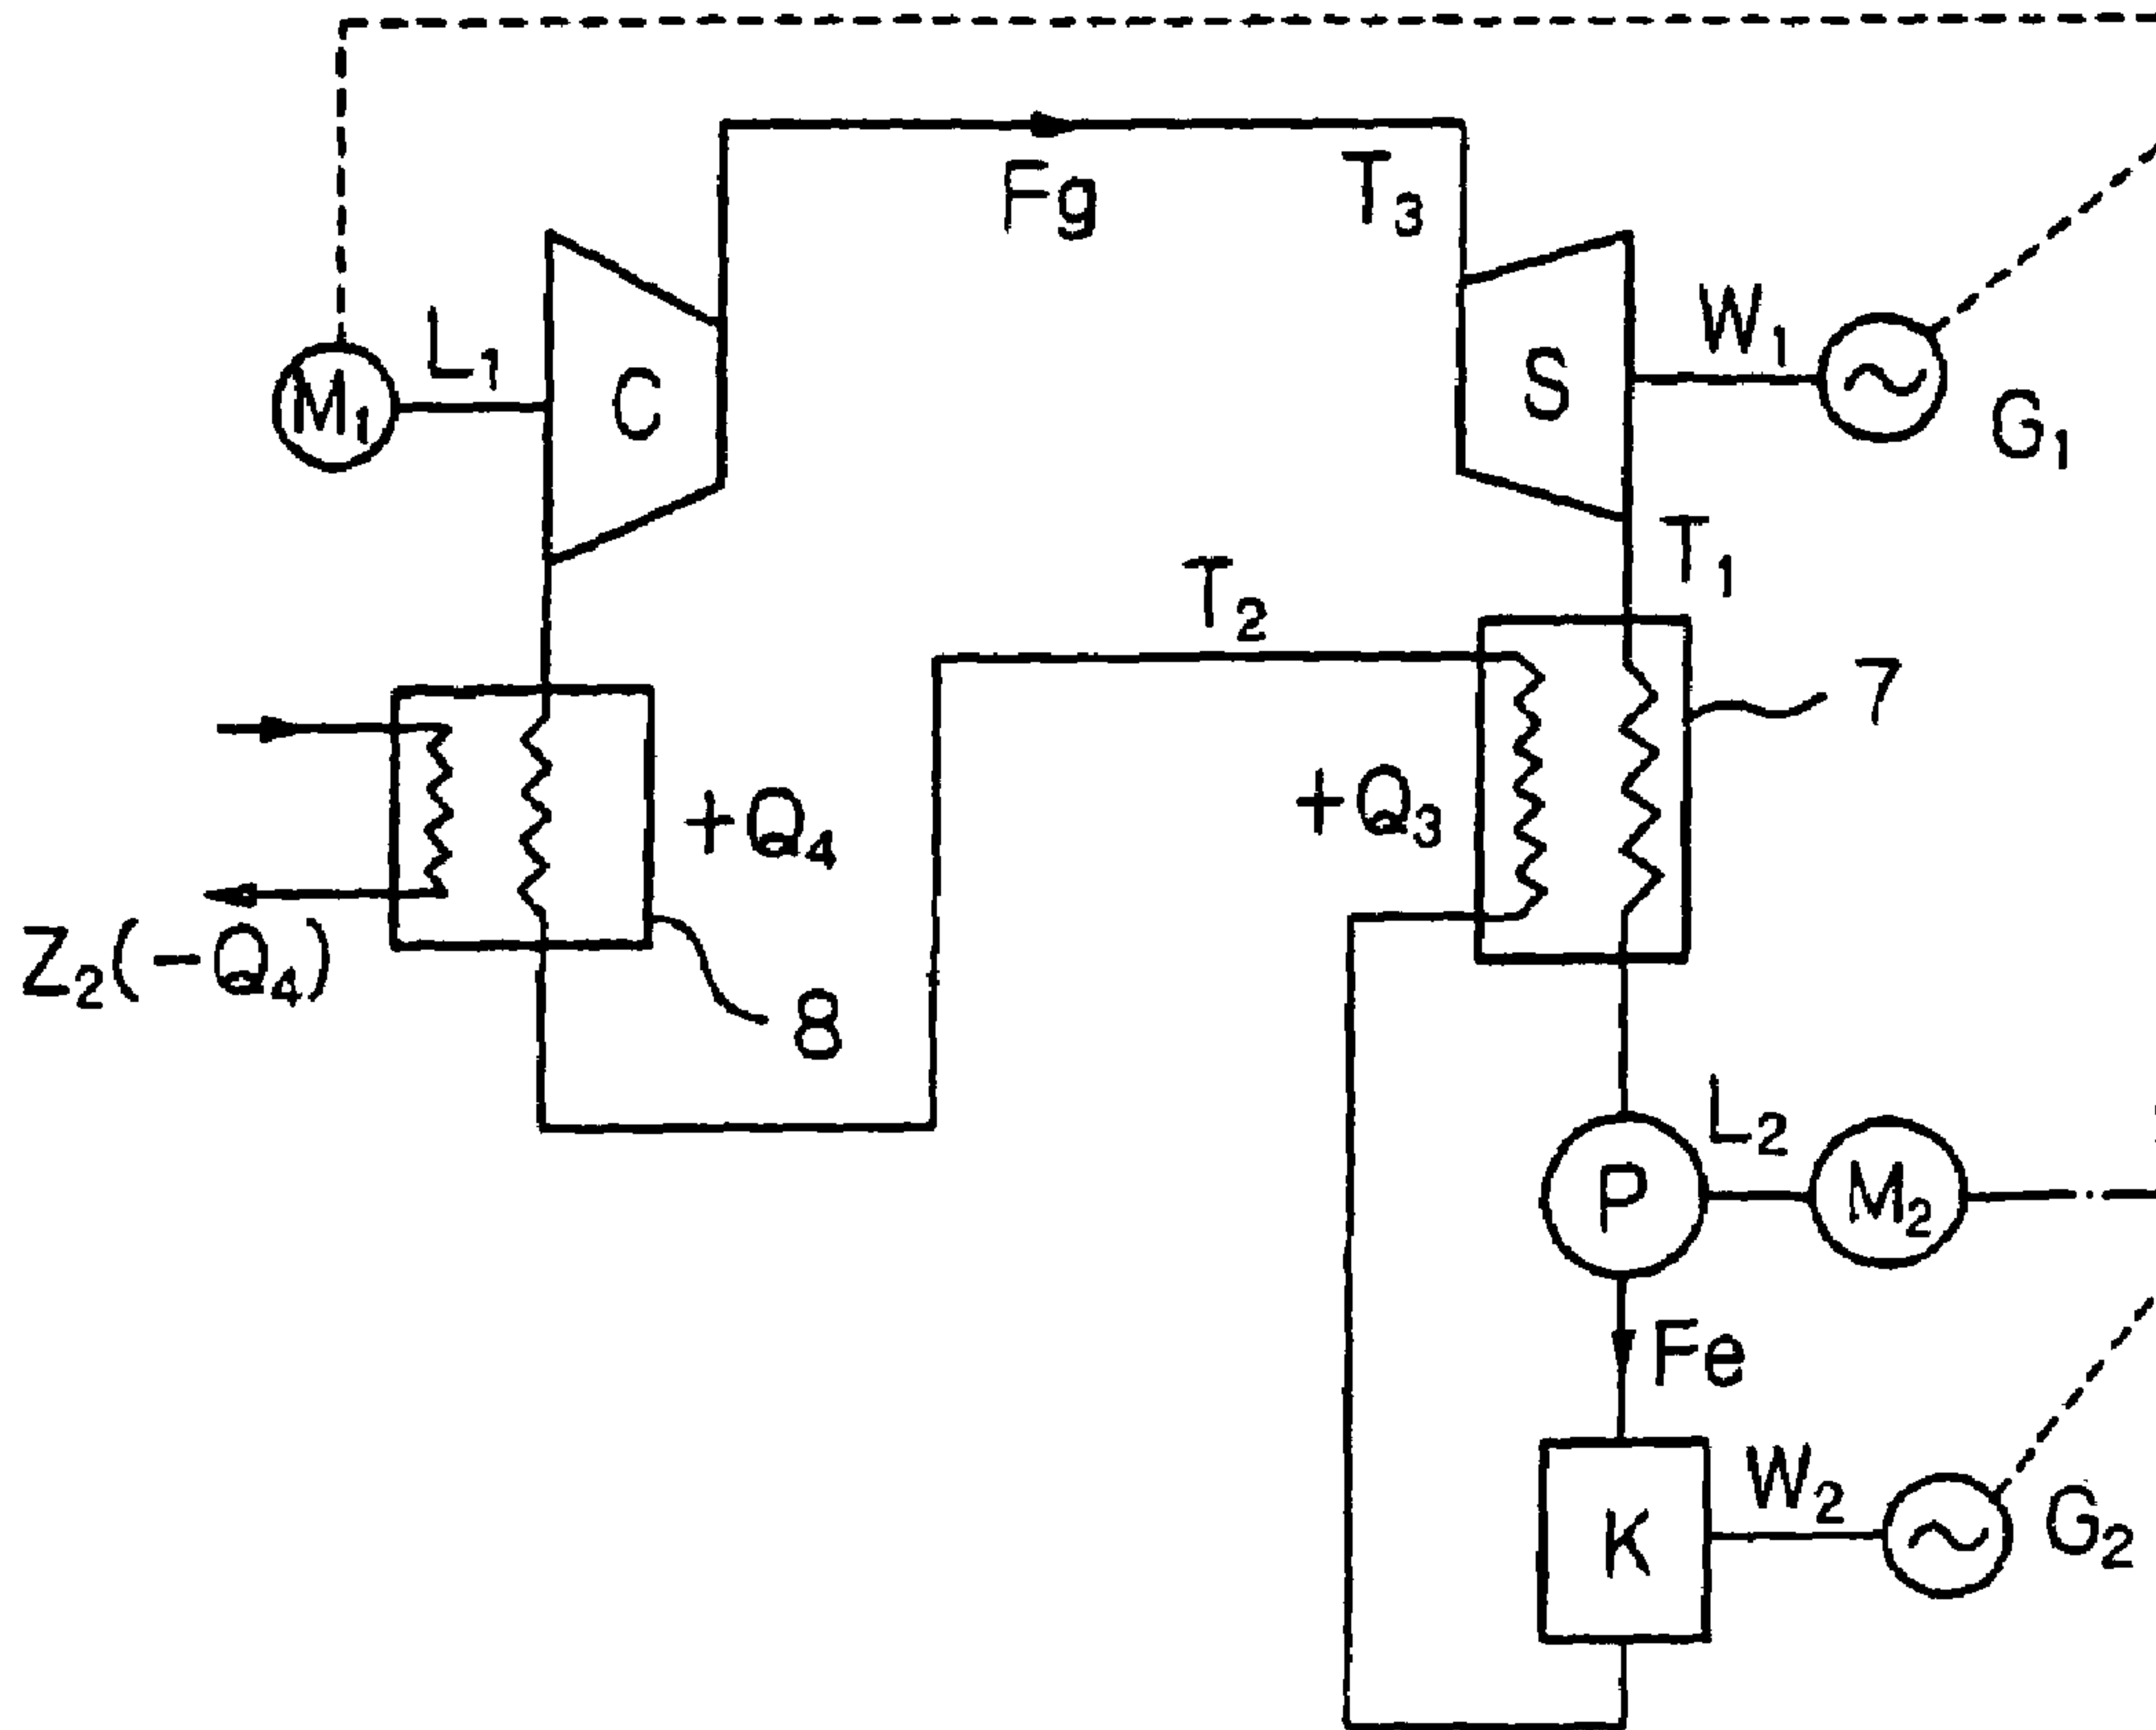 Fg
T₃
L₁
W₁
M₁
C
S
G₁
T₁
T₂
7
+Q₄
+Q₃
Z₂(-Q₄)
8
L₂
P
M₂
Fe
W₂
K
G₂